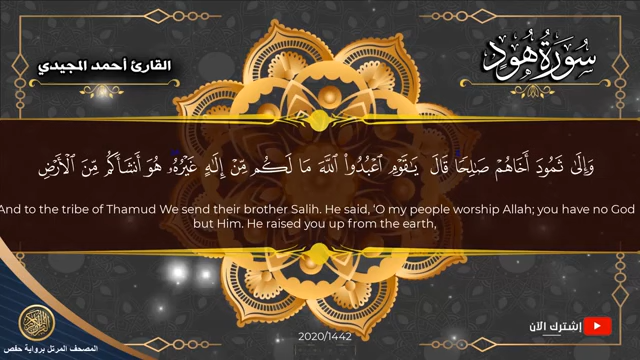 سُورَةُ هُودٍ
القارئ أحمد المجيدي
وَإِلَىٰ ثَمُودَ أَخَاهُمْ صَـٰلِحًا ۚ قَالَ يَـٰقَوْمِ ٱعْبُدُوا۟ ٱللَّهَ مَا لَكُم مِّنْ إِلَـٰهٍ غَيْرُهُۥ ۖ هُوَ أَنشَأَكُم مِّنَ ٱلْأَرْضِ
And to the tribe of Thamud We send their brother Salih. He said, 'O my people worship Allah; you have no God
but Him. He raised you up from the earth,
2020/1442
إشترك الآن
المصحف المرتل برواية حفص